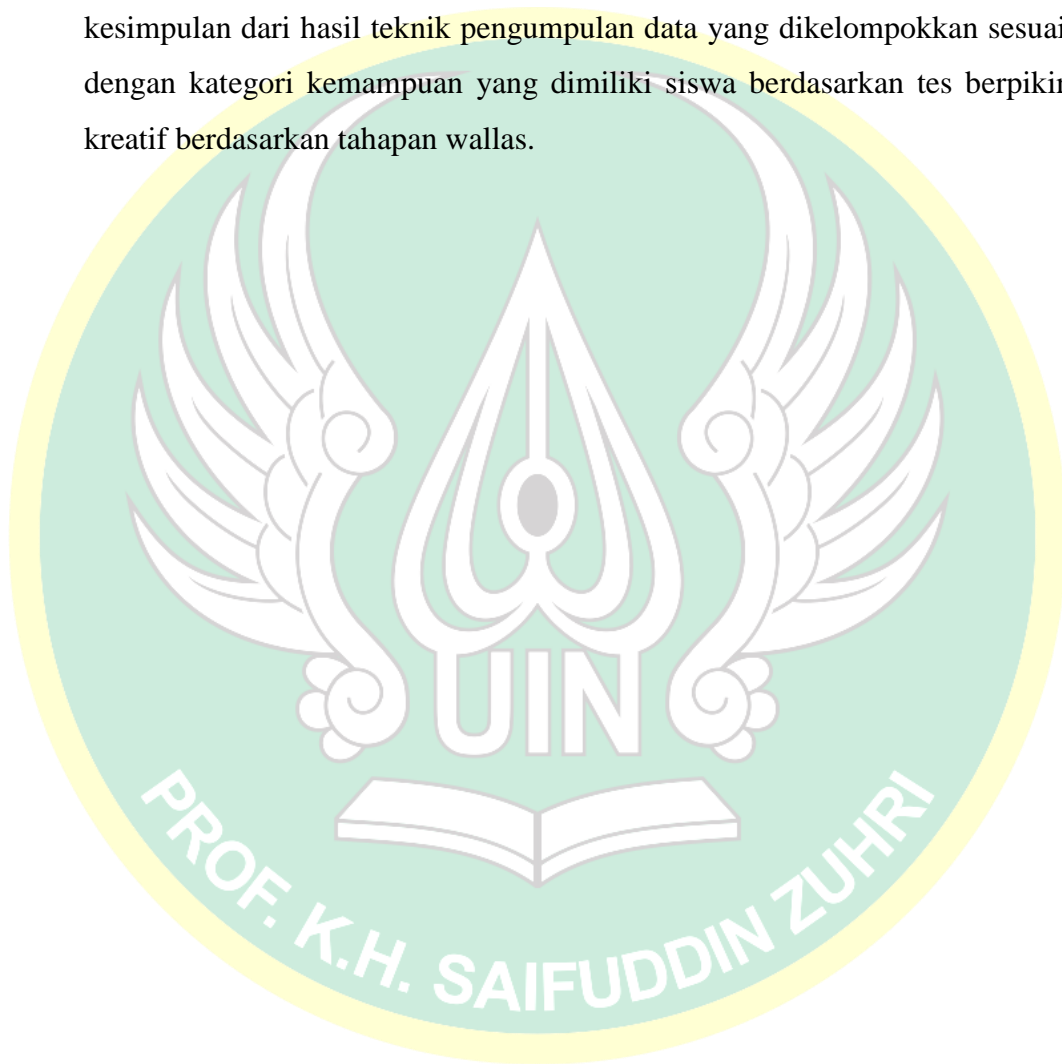 kesimpulan dari hasil teknik pengumpulan data yang dikelompokkan sesuai
dengan kategori kemampuan yang dimiliki siswa berdasarkan tes berpikir
kreatif berdasarkan tahapan wallas.
UIN
PROF. K.H. SAIFUDDIN ZUHRI